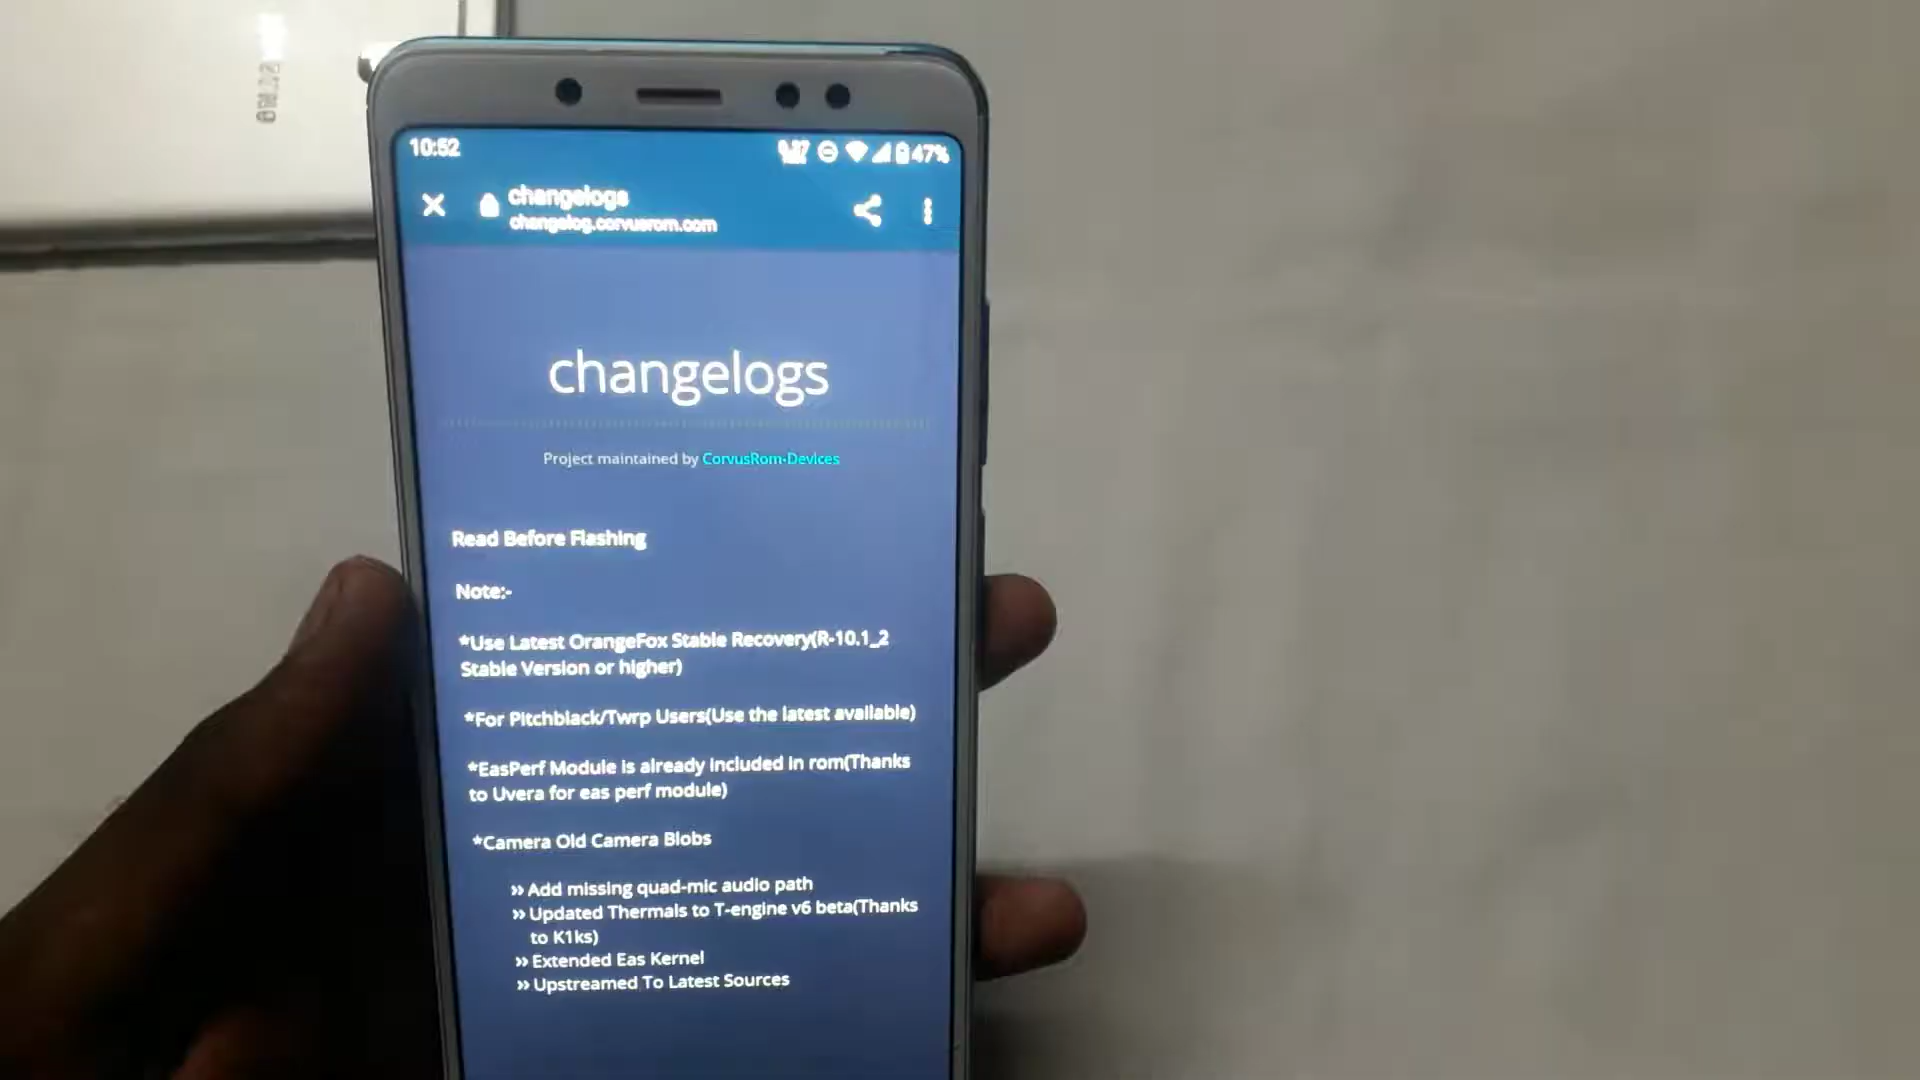 10:52
47%
changelogs
changelog.corvusrom.com
changelogs
Project maintained by CorvusRom-Devices
Read Before Flashing
Note:-
*Use Latest OrangeFox Stable Recovery(R-10.1_2
Stable Version or higher)
*For Pitchblack/Twrp Users(Use the latest available)
*EasPerf Module is already included in rom(Thanks
to Uvera for eas perf module)
*Camera Old Camera Blobs
» Add missing quad-mic audio path
» Updated Thermals to T-engine v6 beta(Thanks
to K1ks)
» Extended Eas Kernel
» Upstreamed To Latest Sources